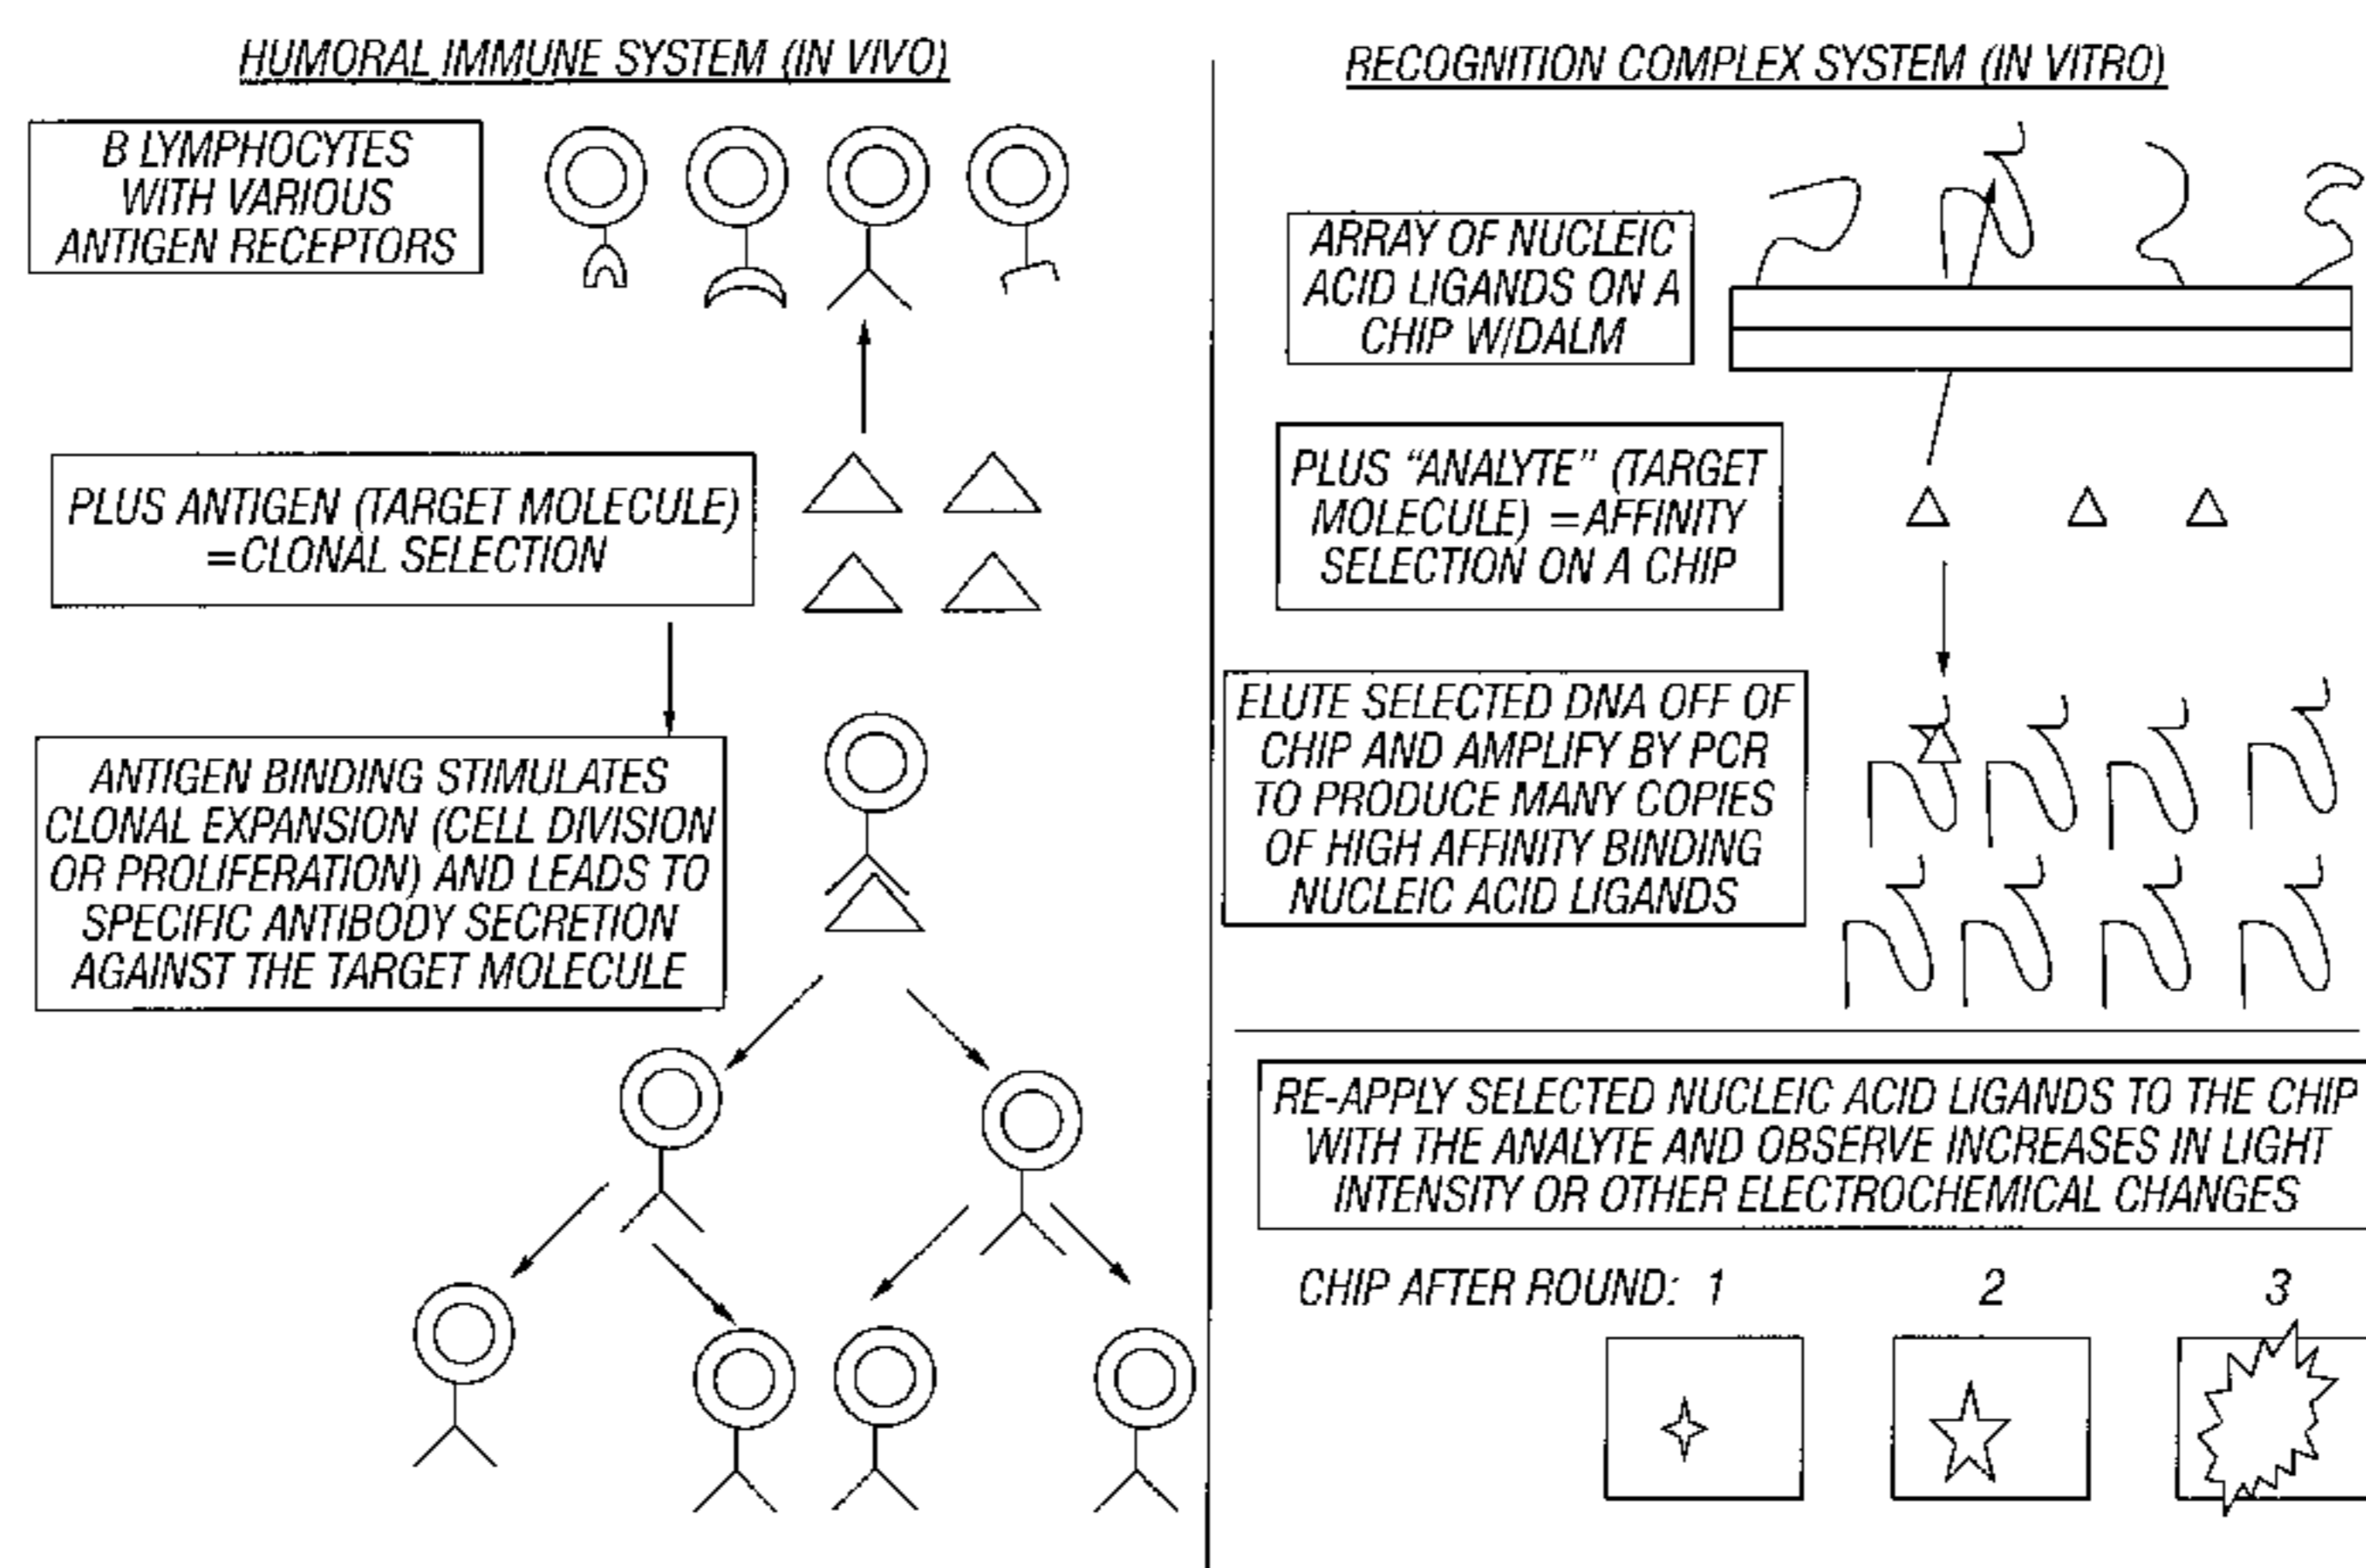 HUMORAL IMMUNE SYSTEM (IN VIVO)
B LYMPHOCYTES
WITH VARIOUS
ANTIGEN RECEPTORS
PLUS ANTIGEN (TARGET MOLECULE)
=CLONAL SELECTION
ANTIGEN BINDING STIMULATES
CLONAL EXPANSION (CELL DIVISION
OR PROLIFERATION) AND LEADS TO
SPECIFIC ANTIBODY SECRETION
AGAINST THE TARGET MOLECULE
RECOGNITION COMPLEX SYSTEM (IN VITRO)
ARRAY OF NUCLEIC
ACID LIGANDS ON A
CHIP W/DALM
PLUS “ANALYTE” (TARGET
MOLECULE) =AFFINITY
SELECTION ON A CHIP
ELUTE SELECTED DNA OFF OF
CHIP AND AMPLIFY BY PCR
TO PRODUCE MANY COPIES
OF HIGH AFFINITY BINDING
NUCLEIC ACID LIGANDS
RE-APPLY SELECTED NUCLEIC ACID LIGANDS TO THE CHIP
WITH THE ANALYTE AND OBSERVE INCREASES IN LIGHT
INTENSITY OR OTHER ELECTROCHEMICAL CHANGES
CHIP AFTER ROUND: 1 2 3